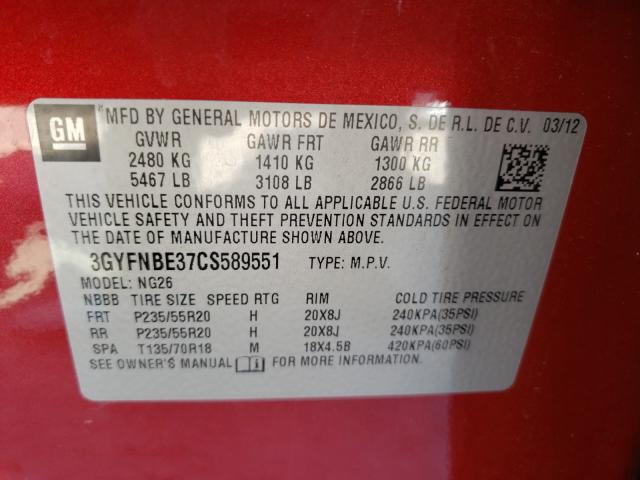 GM
MFD BY GENERAL MOTORS DE MEXICO, S. DE R.L. DE C.V. 03/12
GVWR GAWR FRT GAWR RR
2480 KG 1410 KG 1300 KG
5467 LB 3108 LB 2866 LB
THIS VEHICLE CONFORMS TO ALL APPLICABLE U.S. FEDERAL MOTOR
VEHICLE SAFETY AND THEFT PREVENTION STANDARDS IN EFFECT ON
THE DATE OF MANUFACTURE SHOWN ABOVE.
3GYFNBE37CS589551 TYPE: M.P.V.
MODEL: NG26
NBBB TIRE SIZE SPEED RTG RIM COLD TIRE PRESSURE
FRT P235/55R20 H 20X8J 240KPA(35PSI)
RR P235/55R20 H 20X8J 240KPA(35PSI)
SPA T135/70R18 M 18X4.5B 420KPA(60PSI)
SEE OWNER'S MANUAL FOR MORE INFORMATION.